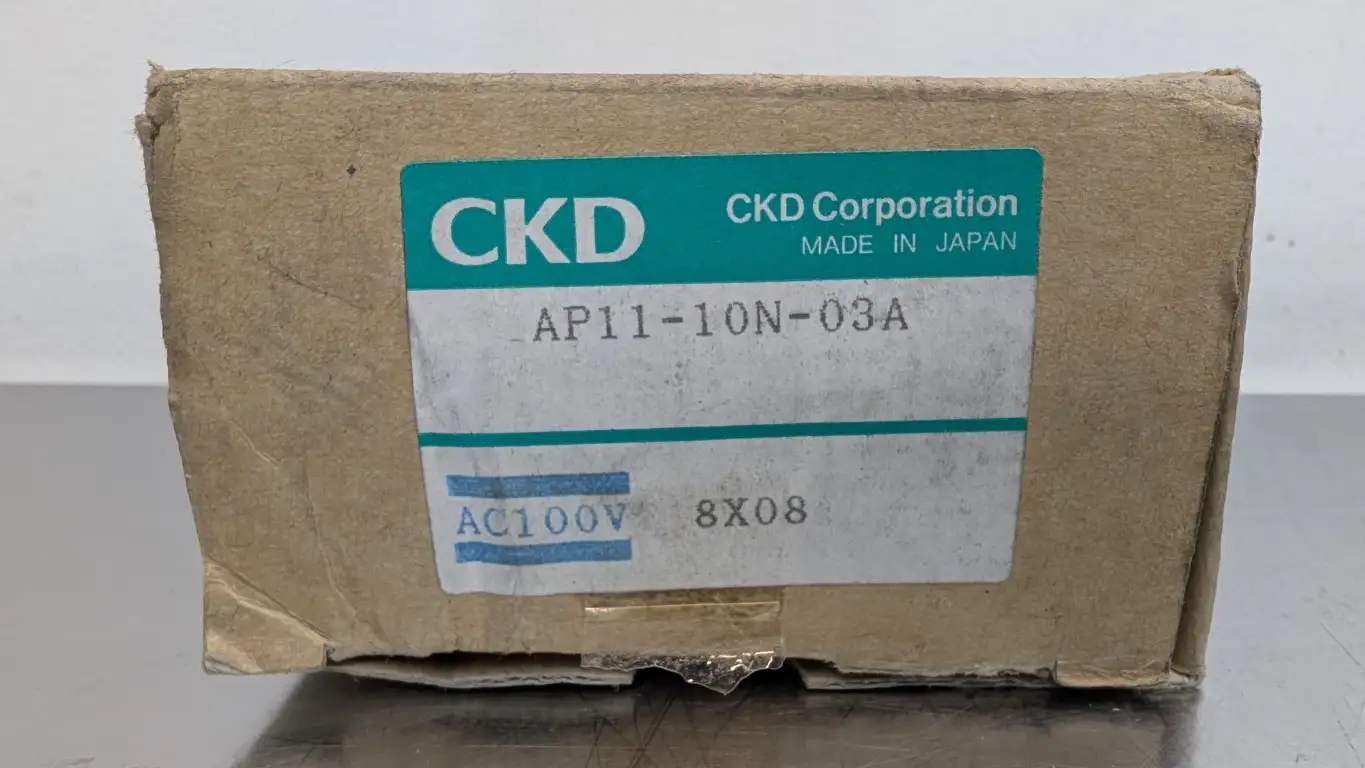 CKD
CKD Corporation
MADE IN JAPAN
AP11-10N-03A
AC100V 8X08